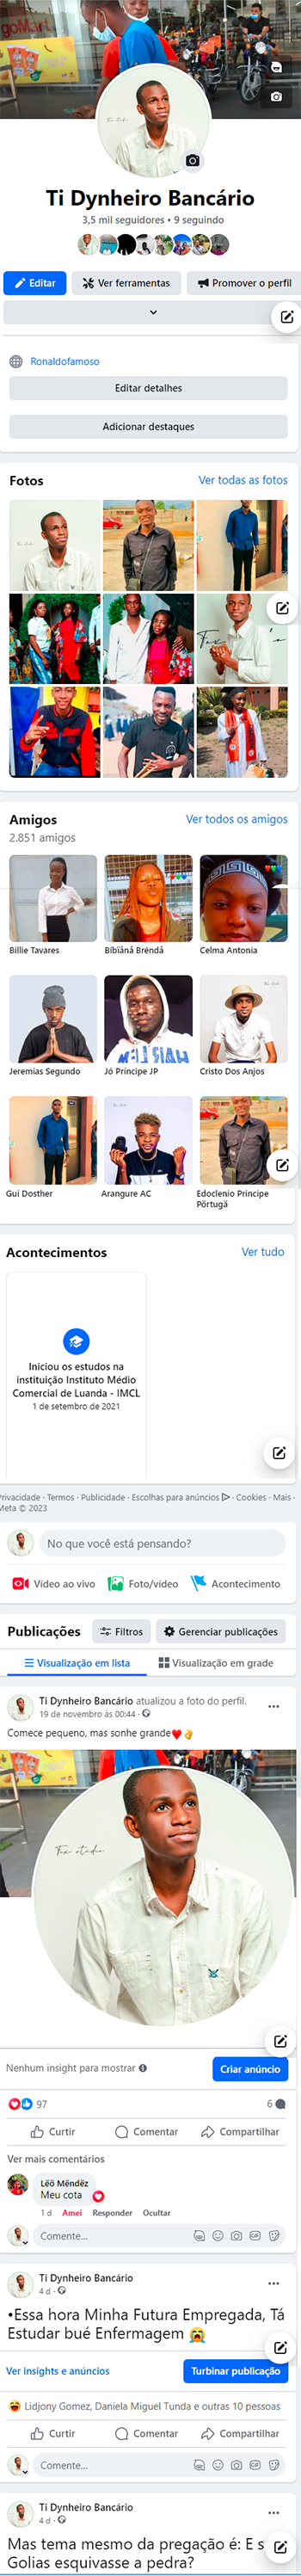 goMart
Ti Dynheiro Bancário
3,5 mil seguidores • 9 seguindo
Editar
Ver ferramentas
Promover o perfil
Ronaldofamoso
Editar detalhes
Adicionar destaques
Fotos
Ver todas as fotos
Amigos
Ver todos os amigos
2.851 amigos
Billie Tavares
Bïbïänå Brëndå
Celma Antonia
Jeremias Segundo
Jó Príncipe JP
Cristo Dos Anjos
Gui Dosther
Arangure AC
Edoclenio Principe
Pörtugä
Acontecimentos
Ver tudo
Iniciou os estudos na
instituição Instituto Médio
Comercial de Luanda - IMCL
1 de setembro de 2021
rivacidade · Termos · Publicidade · Escolhas para anúncios · Cookies · Mais ·
Meta © 2023
No que você está pensando?
Vídeo ao vivo
Foto/vídeo
Acontecimento
Publicações
Filtros
Gerenciar publicações
Visualização em lista
Visualização em grade
Ti Dynheiro Bancário atualizou a foto do perfil.
19 de novembro às 00:44 ·
Comece pequeno, mas sonhe grande❤️👌
Nenhum insight para mostrar
Criar anúncio
97
6
Curtir
Comentar
Compartilhar
Ver mais comentários
Lëö Mëndëz
Meu cota
1 d
Amei
Responder
Ocultar
Comente...
Ti Dynheiro Bancário
4 d ·
•Essa hora Minha Futura Empregada, Tá
Estudar bué Enfermagem 😭
Ver insights e anúncios
Turbinar publicação
Lidjony Gomez, Daniela Miguel Tunda e outras 10 pessoas
Curtir
Comentar
Compartilhar
Comente...
Ti Dynheiro Bancário
4 d ·
Mas tema mesmo da pregação é: E s
Golias esquivasse a pedra?